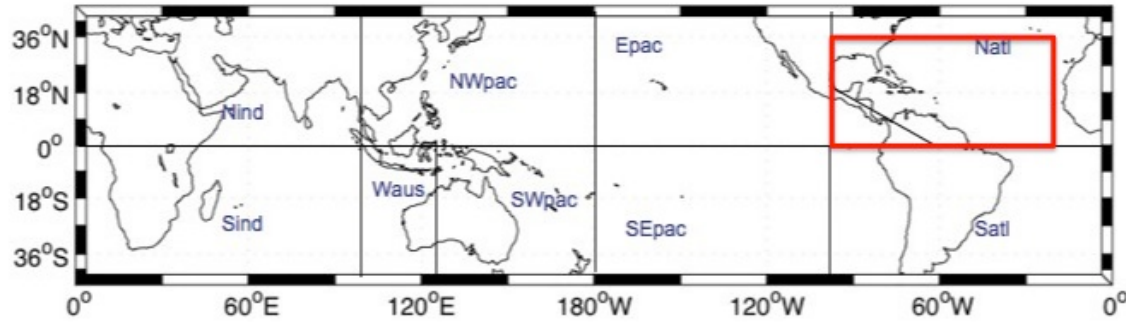 36°N
Epac
Natl
18°N
NWpac
Nind
0°
Waus
SWpac
18°S
Sind
SEpac
Satl
36°S
0°
60°E
120°E
180°W
120°W
60°W
0°